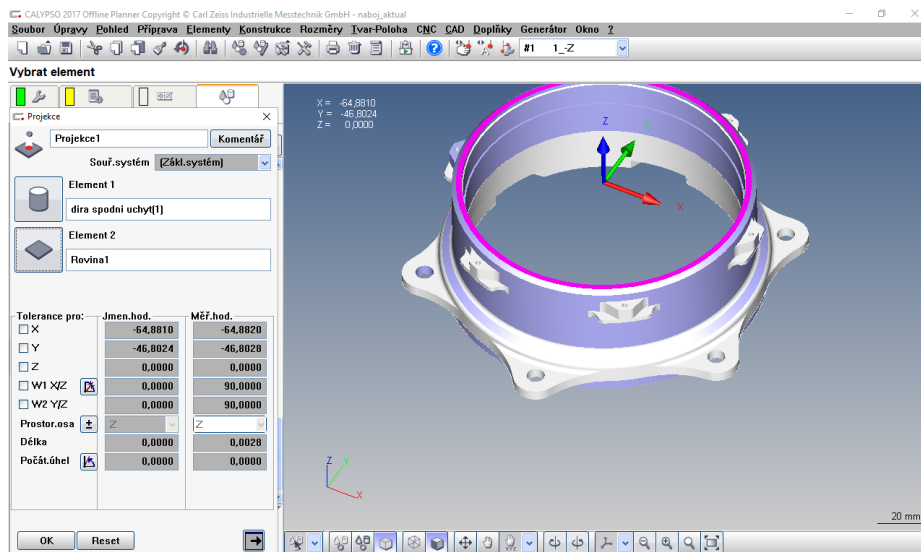 CALYPSO 2017 Offline Planner Copyright © Carl Zeiss Industrielle Messtechnik GmbH - naboj_aktual
Soubor Úpravy Pohled Příprava Elementy Konstrukce Rozměry Tvar-Poloha CNC CAD Doplňky Generátor Okno ?
#1 1_-Z
Vybrat element
Projekce
Projekce1 Komentář
Souř.systém (Zákl.systém)
Element 1
dira spodni uchyt(1)
Element 2
Rovina1
Tolerance pro: Jmen.hod. Měř.hod.
X -64,8810 -64,8820
Y -46,8024 -46,8028
Z 0,0000 0,0000
W1 X/Z 0,0000 90,0000
W2 Y/Z 0,0000 90,0000
Prostor.osa ± Z Z
Délka 0,0000 0,0028
Počát.úhel 0,0000 0,0000
OK Reset
X = -64,8810
Y = -46,8024
Z = 0,0000
Z
Y
X
Z
Y
X
20 mm